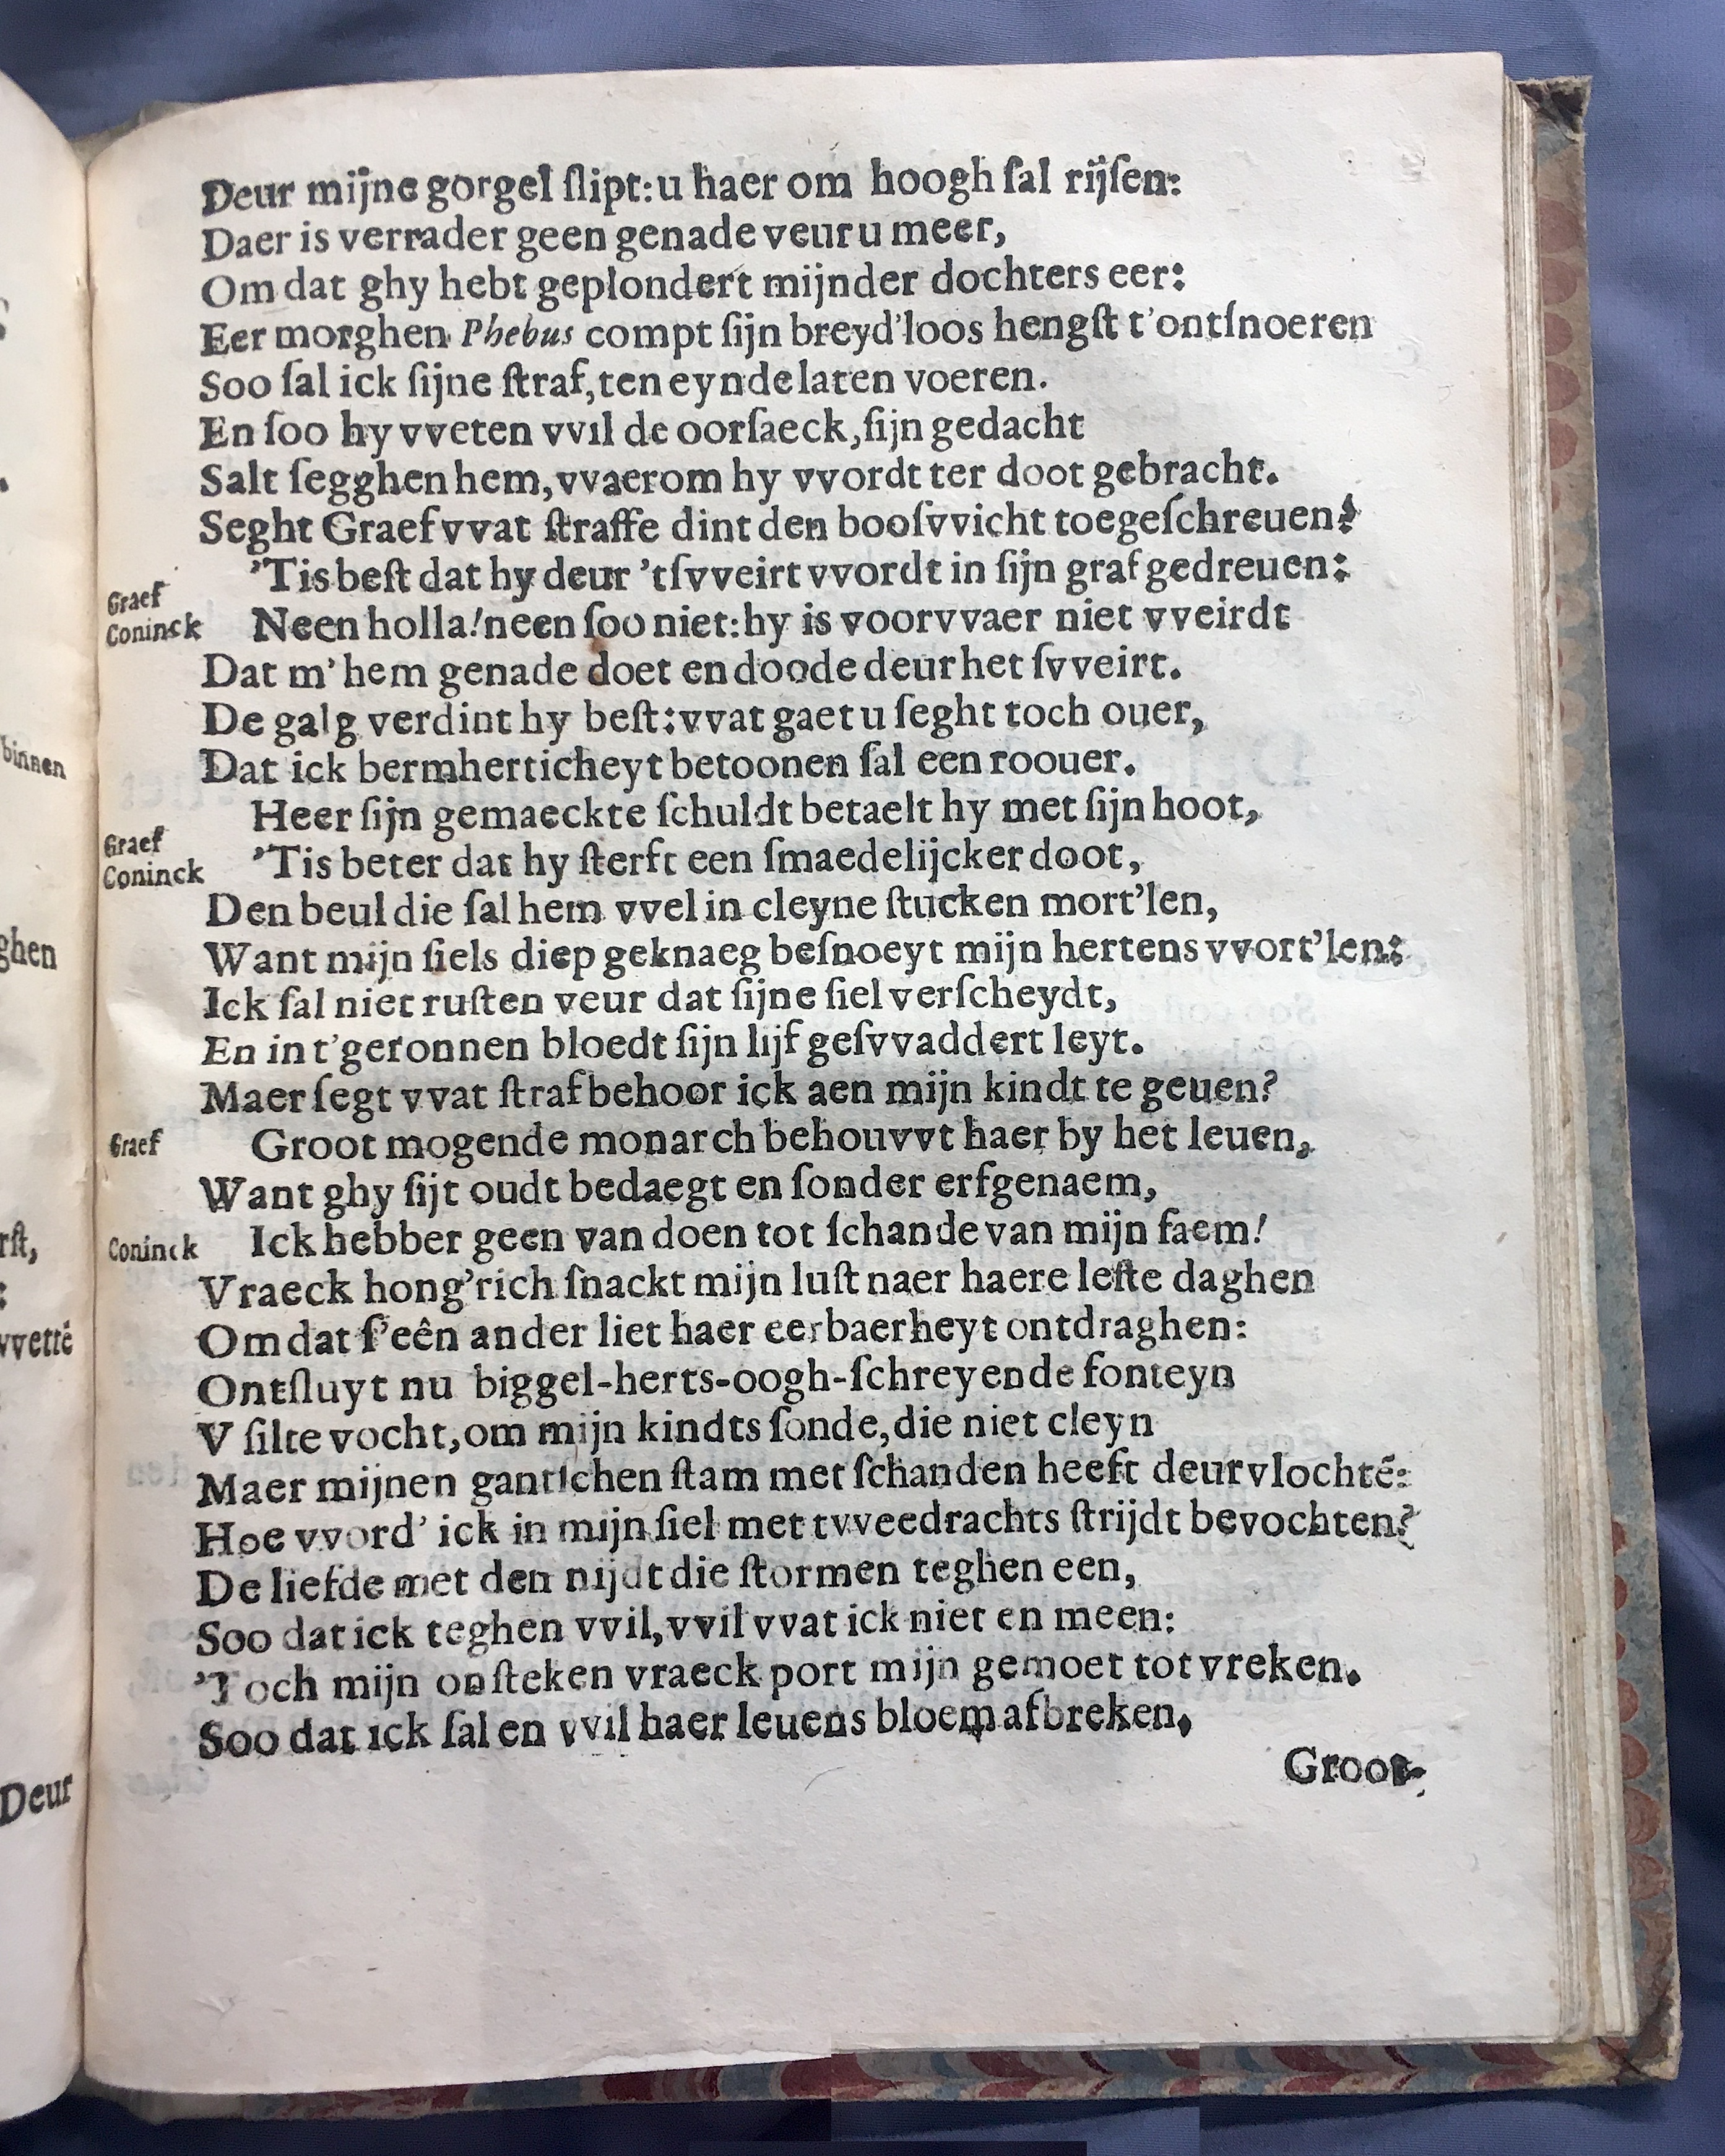 Deur mijne gorgel ſlipt: u haer om hoogh ſal rijſen:
Daer is verrader geen genade veur u meer,
Om dat ghy hebt geplondert mijnder dochters eer:
Eer morghen Phebus compt ſijn breyd'loos hengſt t'ontſnoeren
Soo ſal ick ſijne ſtraf, ten eynde laten voeren.
En ſoo hy vveten vvil de oorſaeck, ſijn gedacht
Salt ſegghen hem, vvaerom hy vvordt ter doot gebracht.
Seght Graef vvat ſtraffe dint den booſvvicht toegeſchreuen?
Graef 'Tis beſt dat hy deur 'tſvveirt vvordt in ſijn graf gedreuen:
Coninck Neen holla! neen ſoo niet: hy is voorvvaer niet vveirdt
Dat m' hem genade doet en doode deur het ſvveirt.
De galg verdint hy beſt: vvat gaet u ſeght toch ouer,
Dat ick bermherticheyt betoonen ſal een roouer.
Graef Heer ſijn gemaeckte ſchuldt betaelt hy met ſijn hoot,
Coninck 'Tis beter dat hy ſterft een ſmaedelijcker doot,
Den beul die ſal hem vvel in cleyne ſtucken mort'len,
Want mijn ſiels diep geknaeg beſnoeyt mijn hertens vvort'len:
Ick ſal niet ruſten veur dat ſijne ſiel verſcheydt,
En in t'geronnen bloedt ſijn lijf geſvvaddert leyt.
Maer ſegt vvat ſtraf behoor ick aen mijn kindt te geuen?
Graef Groot mogende monarch behouvvt haer by het leuen,
Want ghy ſijt oudt bedaegt en ſonder erfgenaem,
Coninck Ick hebber geen van doen tot ſchande van mijn faem!
Vraeck hong'rich ſnackt mijn luſt naer haere leſte daghen
Om dat ſ'eên ander liet haer eerbaerheyt ontdraghen:
Ontſluyt nu biggel-herts-oogh-ſchreyende fonteyn
V ſilte vocht, om mijn kindts ſonde, die niet cleyn
Maer mijnen gantſchen ſtam met ſchanden heeft deurvlochtē:
Hoe vvord' ick in mijn ſiel met tvveedrachts ſtrijdt bevochten?
De liefde met den nijdt die ſtormen teghen een,
Soo dat ick teghen vvil, vvil vvat ick niet en meen:
'Toch mijn onſteken vraeck port mijn gemoet tot vreken.
Soo dat ick ſal en vvil haer leuens bloem afbreken,
Groot-
binnen
ghen
rſt,
vvettē
Deur